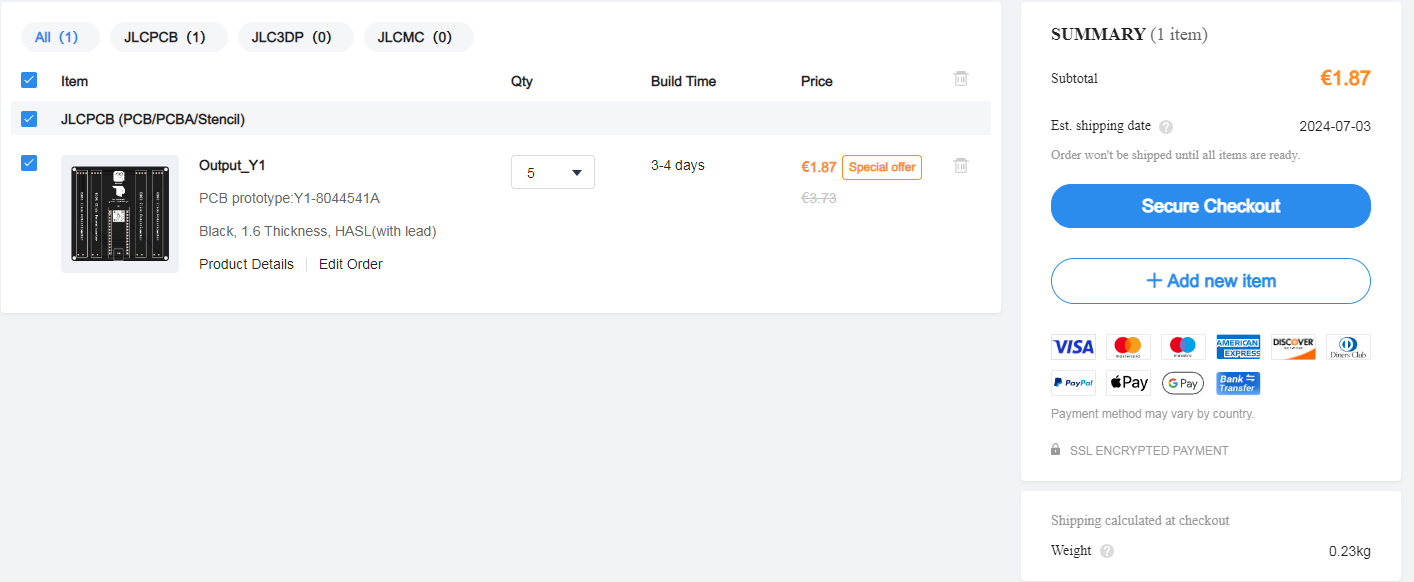 All (1)
JLCPCB (1)
JLC3DP (0)
JLCMC (0)
Item
Qty
Build Time
Price
JLCPCB (PCB/PCBA/Stencil)
Output_Y1
PCB prototype:Y1-8044541A
Black, 1.6 Thickness, HASL(with lead)
Product Details
Edit Order
5
3-4 days
€1.87
Special offer
€3.73
SUMMARY (1 item)
Subtotal
€1.87
Est. shipping date ?
2024-07-03
Order won't be shipped until all items are ready.
Secure Checkout
+ Add new item
VISA
mastercard
maestro
AMERICAN EXPRESS
DISCOVER
Diners Club
PayPal
Pay
G Pay
Bank Transfer
Payment method may vary by country.
SSL ENCRYPTED PAYMENT
Shipping calculated at checkout
Weight ?
0.23kg